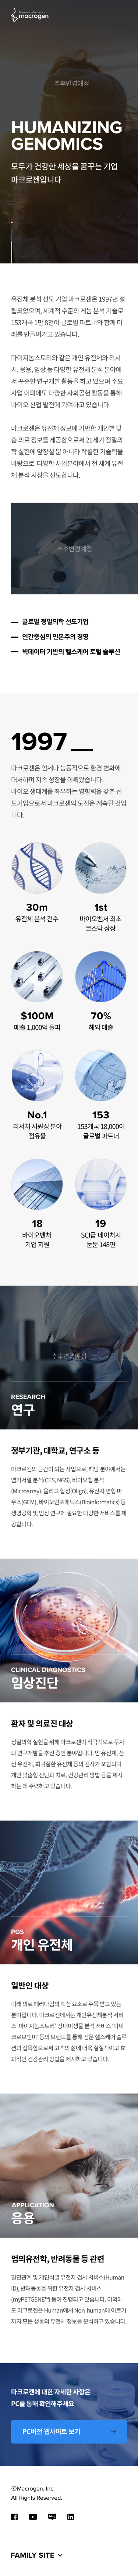 Humanizing Genomics
macrogen
추후변경예정
HUMANIZING
GENOMICS
모두가 건강한 세상을 꿈꾸는 기업
마크로젠입니다
유전체 분석 선도 기업 마크로젠은 1997년 설
립되었으며, 세계적 수준의 게놈 분석 기술로
153개국 1만 8천여 글로벌 파트너와 함께 미
래를 만들어가고 있습니다.
마이지놈스토리와 같은 개인 유전체와 리서
치, 응용, 임상 등 다양한 유전체 분석 분야에
서 꾸준한 연구개발 활동을 하고 있으며 주요
사업 이외에도 다양한 사회공헌 활동을 통해
바이오 산업 발전에 기여하고 있습니다.
마크로젠은 유전체 정보에 기반한 개인별 맞
춤 의료 정보를 제공함으로써 21세기 정밀의
학 실현에 앞장설 뿐 아니라 탁월한 기술력을
바탕으로 다양한 사업분야에서 전 세계 유전
체 분석 시장을 선도합니다.
추후변경예정
글로벌 정밀의학 선도기업
인간중심의 인본주의 경영
빅데이터 기반의 헬스케어 토털 솔루션
1997
마크로젠은 언제나 능동적으로 환경 변화에
대처하며 지속 성장을 이뤄왔습니다.
바이오 생태계를 좌우하는 영향력을 갖춘 선
도기업으로서 마크로젠의 도전은 계속될 것입
니다.
30m
유전체 분석 건수
1st
바이오벤처 최초
코스닥 상장
$100M
매출 1,000억 돌파
70%
해외 매출
No.1
리서치 시퀀싱 분야
점유율
153
153개국 18,000여
글로벌 파트너
18
바이오벤처
기업 지원
19
SCI급 네이처지
논문 148편
추후변경예정
RESEARCH
연구
정부기관, 대학교, 연구소 등
마크로젠의 근간이 되는 사업으로, 해당 분야에서는
염기서열 분석(CES, NGS), 바이오칩 분석
(Microarray), 올리고 합성(Oligo), 유전자 변형 마
우스(GEM), 바이오인포매틱스(Bioinformatics) 등
생명공학 및 임상 연구에 필요한 다양한 서비스를 제
공합니다.
CLINICAL DIAGNOSTICS
임상진단
환자 및 의료진 대상
정밀의학 실현을 위해 마크로젠이 적극적으로 투자
와 연구개발을 추진 중인 분야입니다. 암 유전체, 산
전 유전체, 희귀질환 유전체 등의 검사가 포함되며
개인 맞춤형 진단과 치료, 건강관리 방법 등을 제시
하는 데 주력하고 있습니다.
PGS
개인 유전체
일반인 대상
미래 의료 패러다임의 핵심 요소로 주목 받고 있는
분야입니다. 마크로젠에서는 개인유전체분석 서비
스 ‘마이지놈스토리’, 장내미생물 분석 서비스 ‘마이
크로브앤미’ 등의 브랜드를 통해 전문 헬스케어 솔루
션과 접목함으로써 고객의 삶에 더욱 실질적이고 효
과적인 건강관리 방법을 제시하고 있습니다.
APPLICATION
응용
법의유전학, 반려동물 등 관련
혈연관계 및 개인식별 유전자 검사 서비스(Human
ID), 반려동물을 위한 유전자 검사 서비스
(myPETGENE™) 등이 진행되고 있습니다. 이외에
도 마크로젠은 Human에서 Non-human에 이르기
까지 모든 생물의 유전체 정보를 분석하고 있습니다.
마크로젠에 대한 자세한 사항은
PC를 통해 확인해주세요
PC버전 웹사이트 보기
©Macrogen, Inc.
All Rights Reserved.
FAMILY SITE